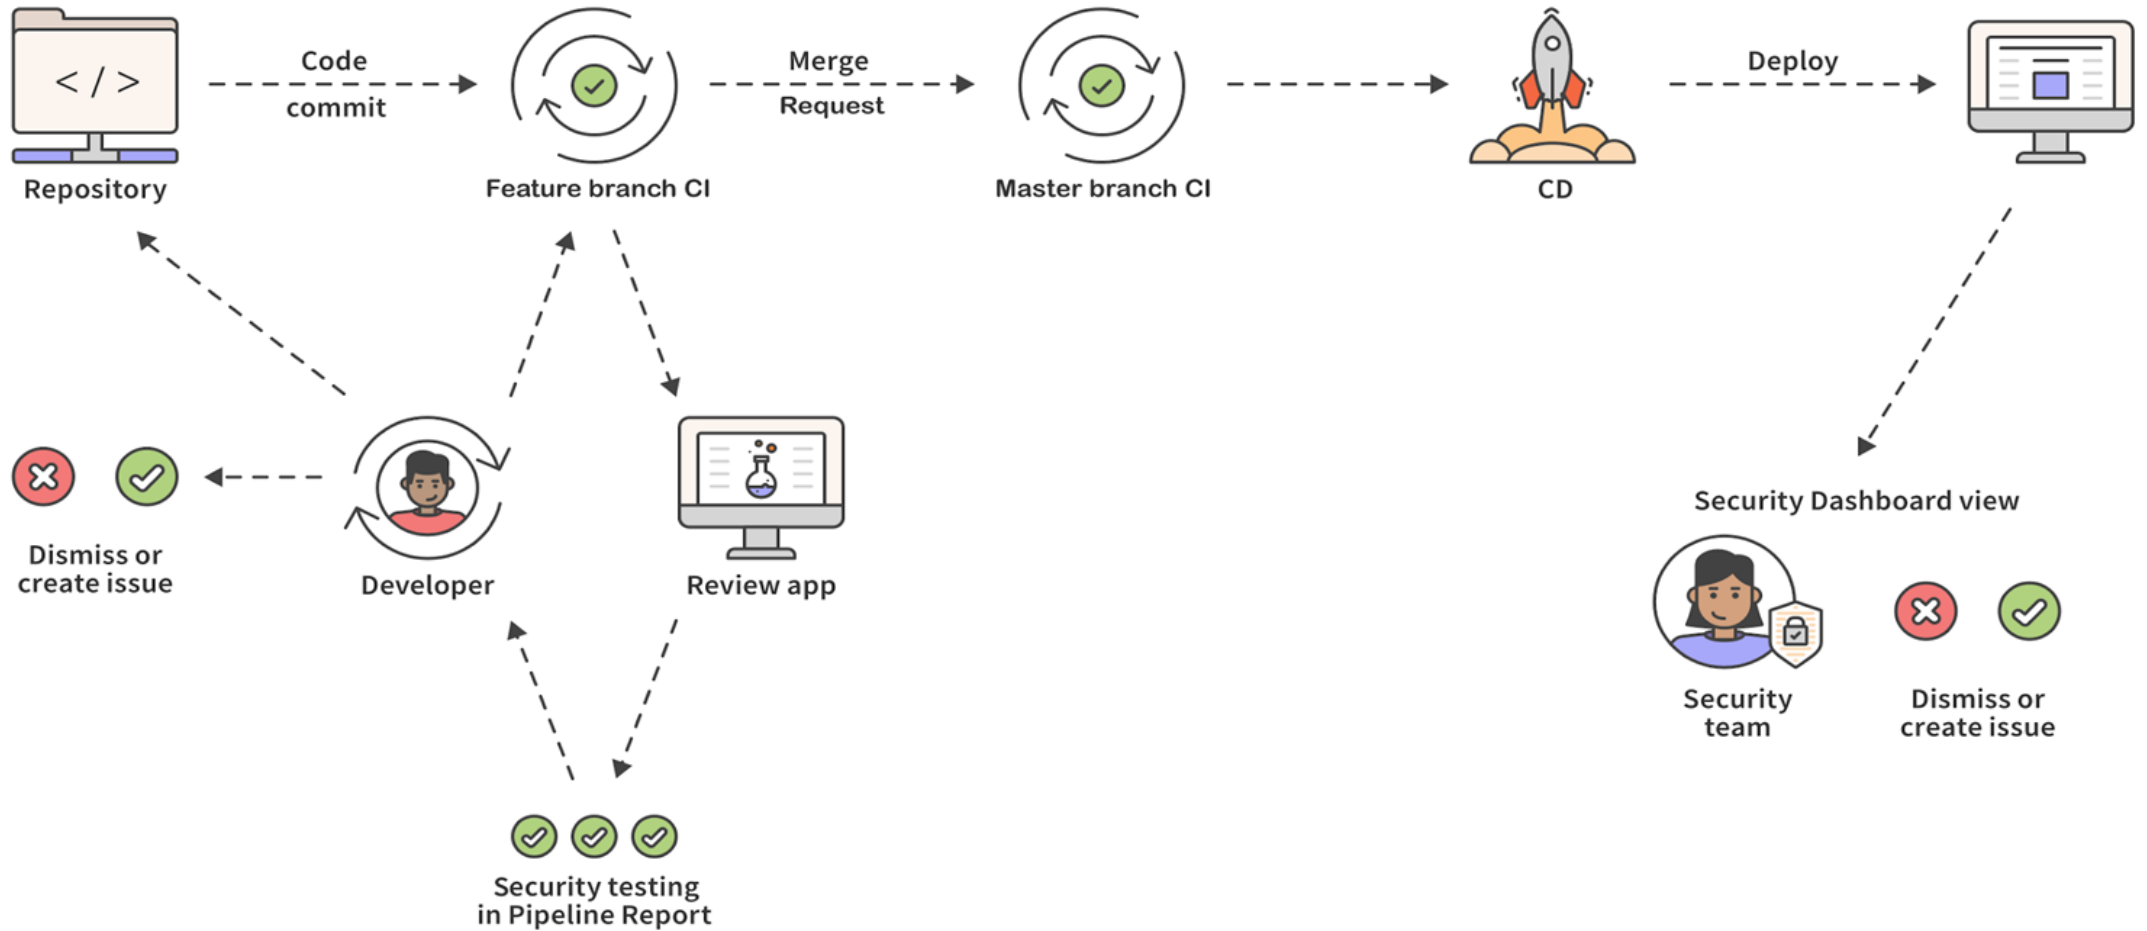 </>
Code
commit
Merge
Request
Deploy
Repository
Feature branch CI
Master branch CI
CD
Dismiss or
create issue
Developer
Review app
Security Dashboard view
Security
team
Dismiss or
create issue
Security testing
in Pipeline Report